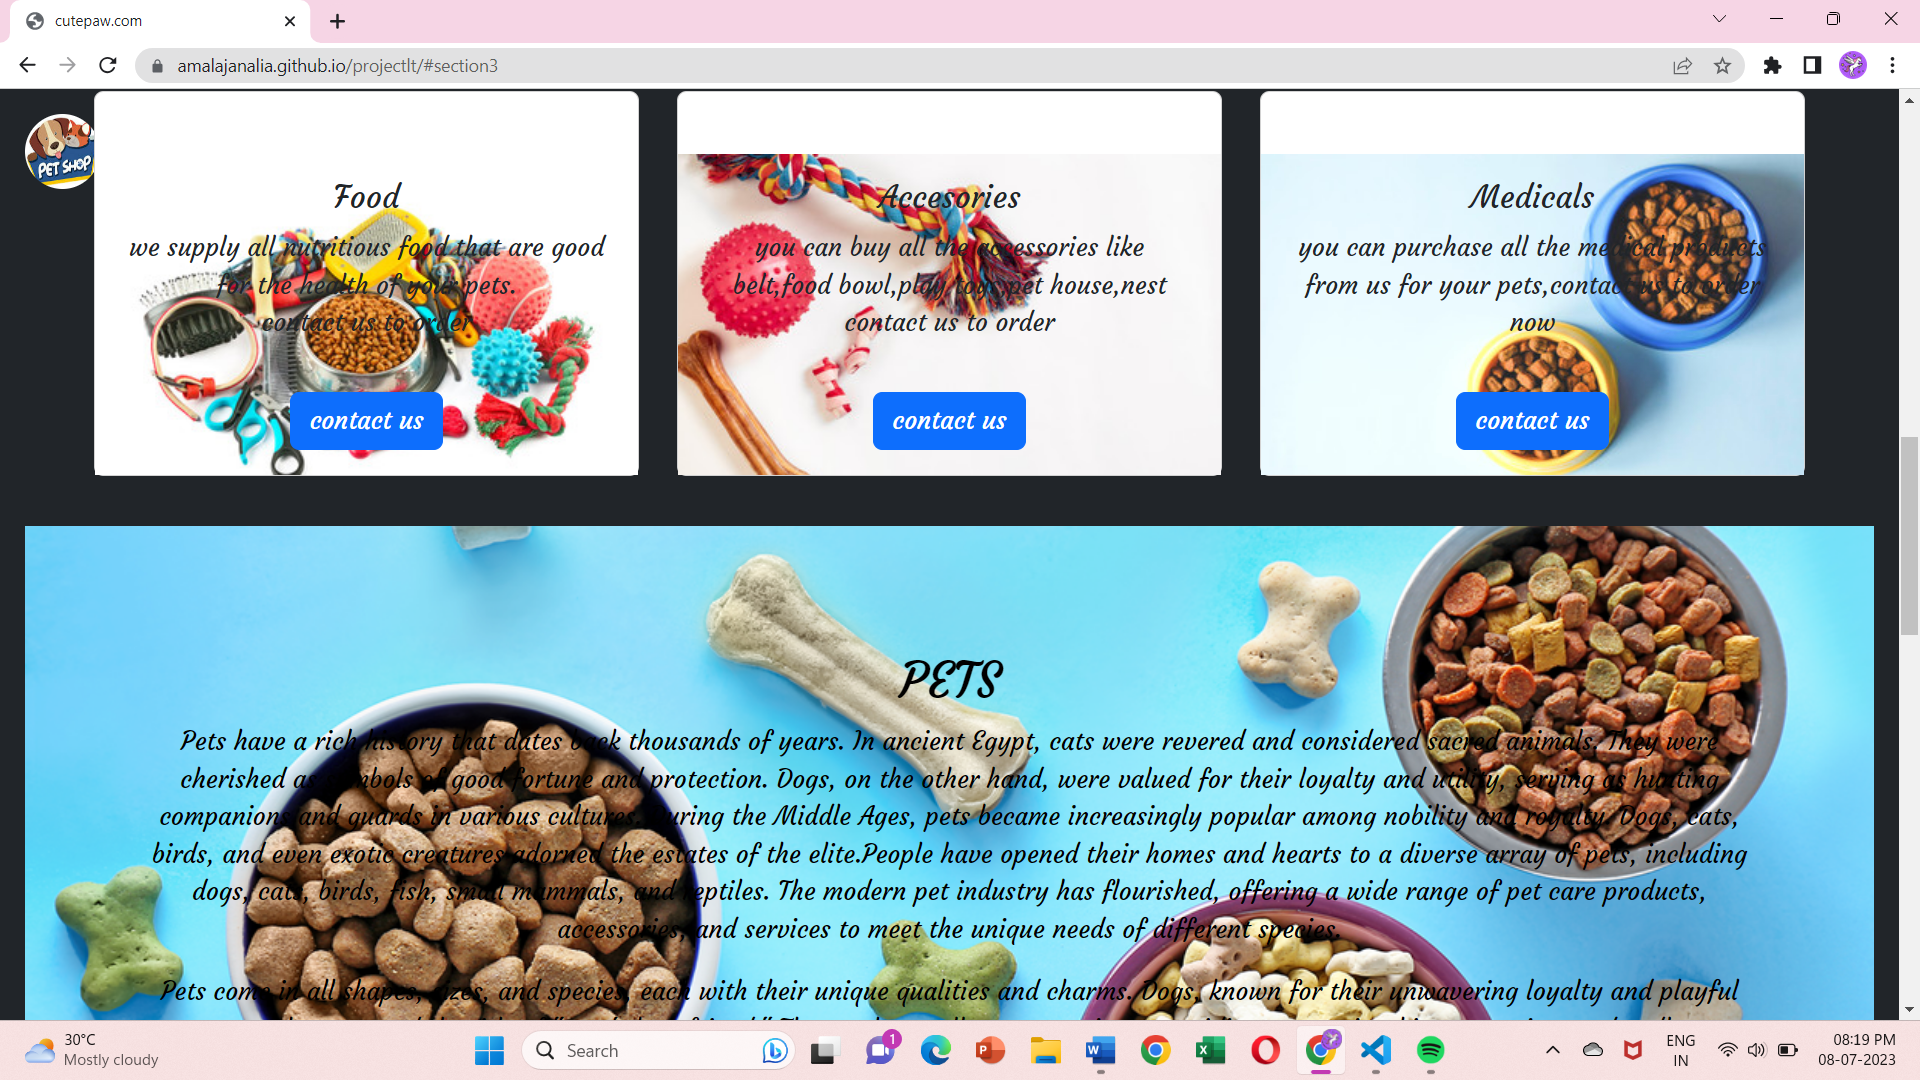 cutepaw.com
amalajanalia.github.io/projectlt/#section3
PET SHOP
Food
we supply all nutritious food that are good
for the health of your pets.
contact us to order
contact us
Accesories
you can buy all the accessories like
belt,food bowl,play toys,pet house,nest
contact us to order
contact us
Medicals
you can purchase all the medical products
from us for your pets,contact us to order
now
contact us
PETS
Pets have a rich history that dates back thousands of years. In ancient Egypt, cats were revered and considered sacred animals. They were
cherished as symbols of good fortune and protection. Dogs, on the other hand, were valued for their loyalty and utility, serving as hunting
companions and guards in various cultures. During the Middle Ages, pets became increasingly popular among nobility and royalty. Dogs, cats,
birds, and even exotic creatures adorned the estates of the elite.People have opened their homes and hearts to a diverse array of pets, including
dogs, cats, birds, fish, small mammals, and reptiles. The modern pet industry has flourished, offering a wide range of pet care products,
accessories, and services to meet the unique needs of different species.
Pets come in all shapes, sizes, and species, each with their unique qualities and charms. Dogs, known for their unwavering loyalty and playful
30°C
Mostly cloudy
Search
1
ENG
IN
08:19 PM
08-07-2023